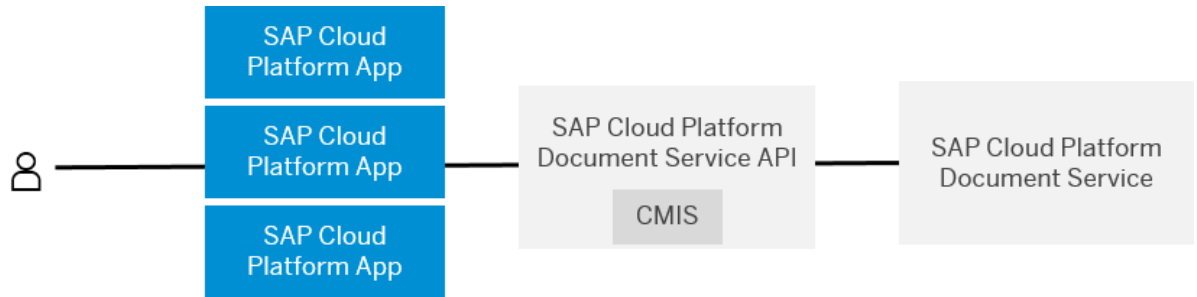 SAP Cloud
Platform App
SAP Cloud
Platform App
SAP Cloud
Platform App
SAP Cloud Platform
Document Service API
CMIS
SAP Cloud Platform
Document Service